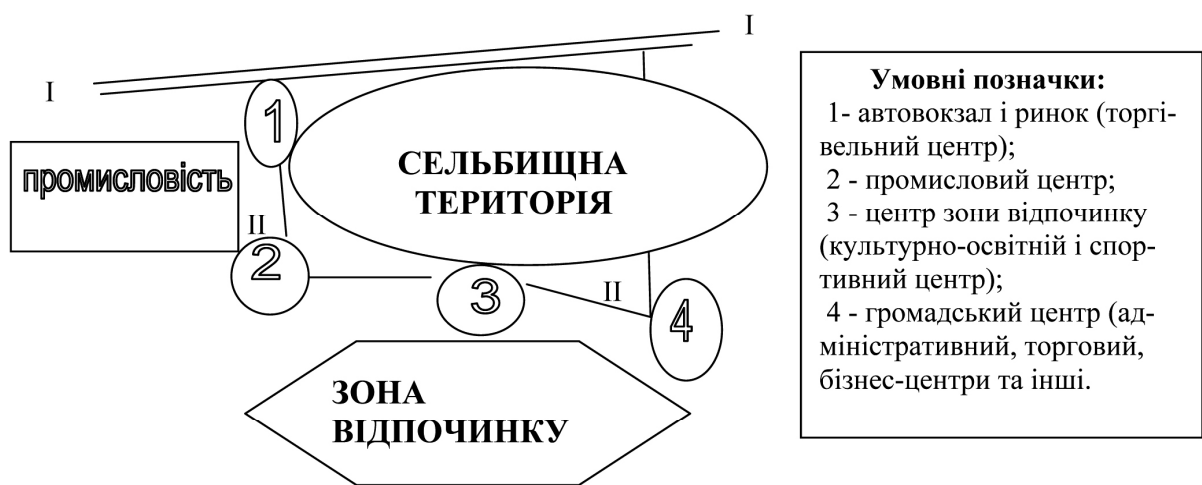 I
I
1
СЕЛЬБИЩНА
ТЕРИТОРІЯ
промисловість
II
2
3
II
4
ЗОНА
ВІДПОЧИНКУ
Умовні позначки:
1- автовокзал і ринок (торгі-
вельний центр);
2 - промисловий центр;
3 - центр зони відпочинку
(культурно-освітній і спор-
тивний центр);
4 - громадський центр (ад-
міністративний, торговий,
бізнес-центри та інші.